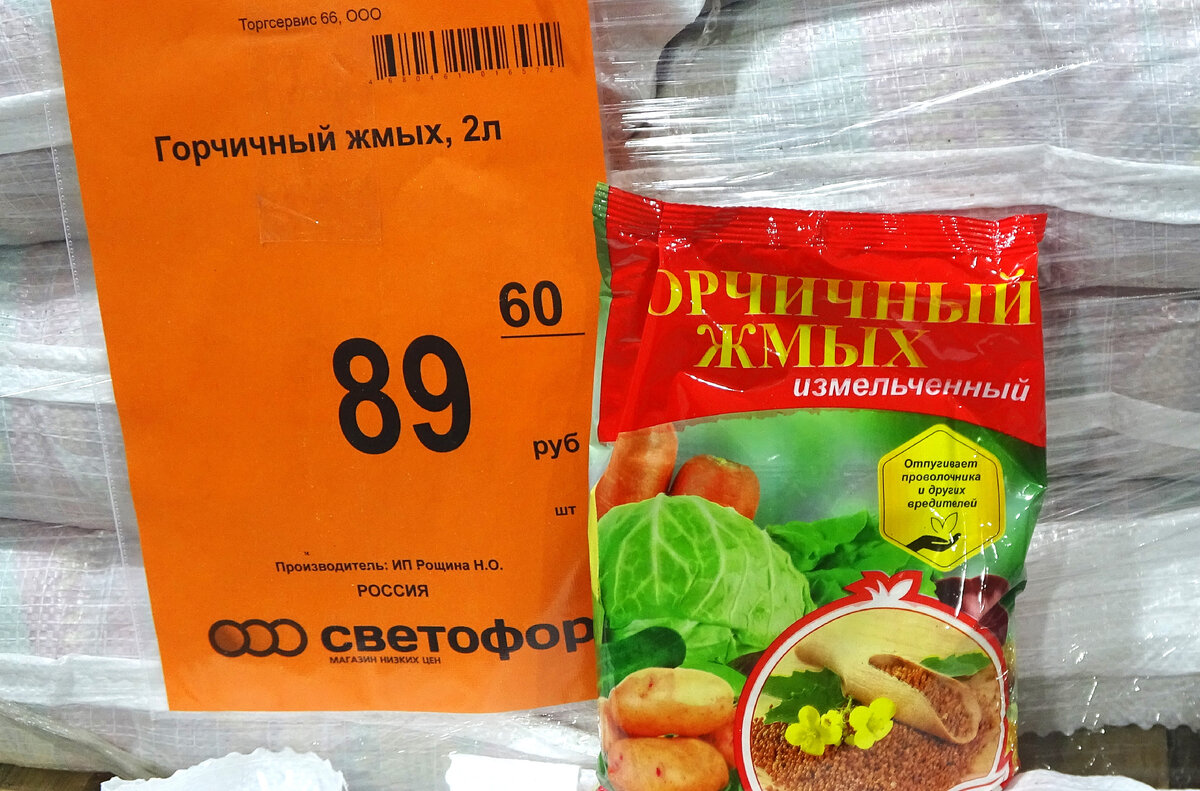 Торгсервис 66, ООО
4680461016572
Горчичный жмых, 2л
89
60
руб
шт
Производитель: ИП Рощина Н.О.
РОССИЯ
светофор
МАГАЗИН НИЗКИХ ЦЕН
ОРЧИЧНЫЙ
ЖМЫХ
измельченный
Отпугивает
проволочника
и других
вредителей